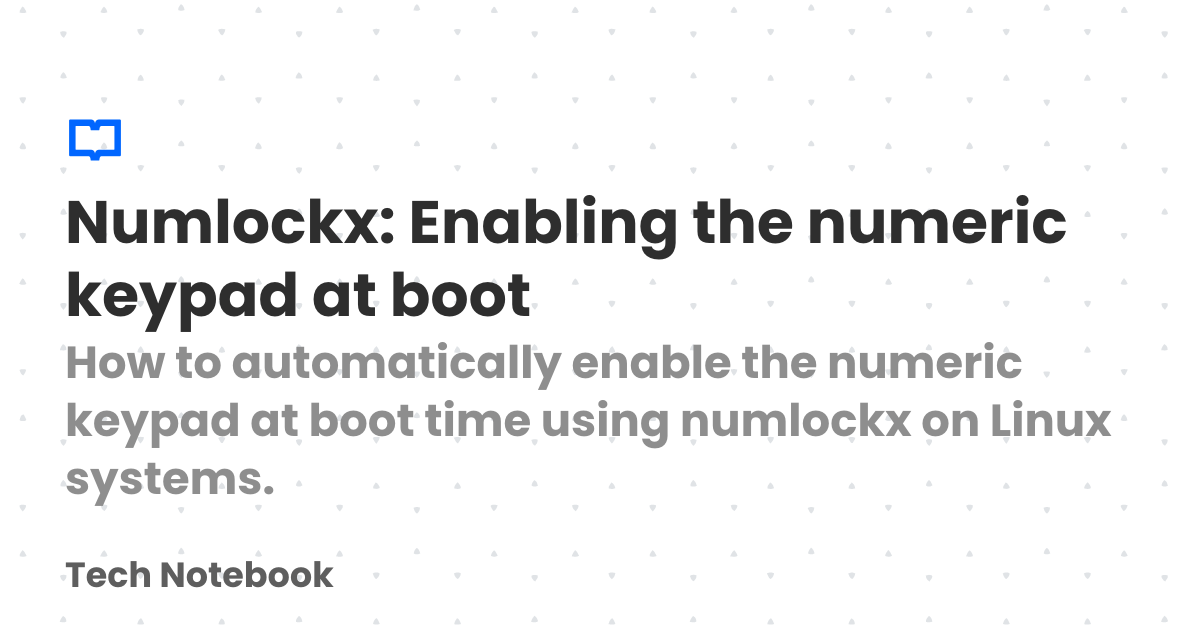 Numlockx: Enabling the numeric
keypad at boot
How to automatically enable the numeric
keypad at boot time using numlockx on Linux
systems.
Tech Notebook